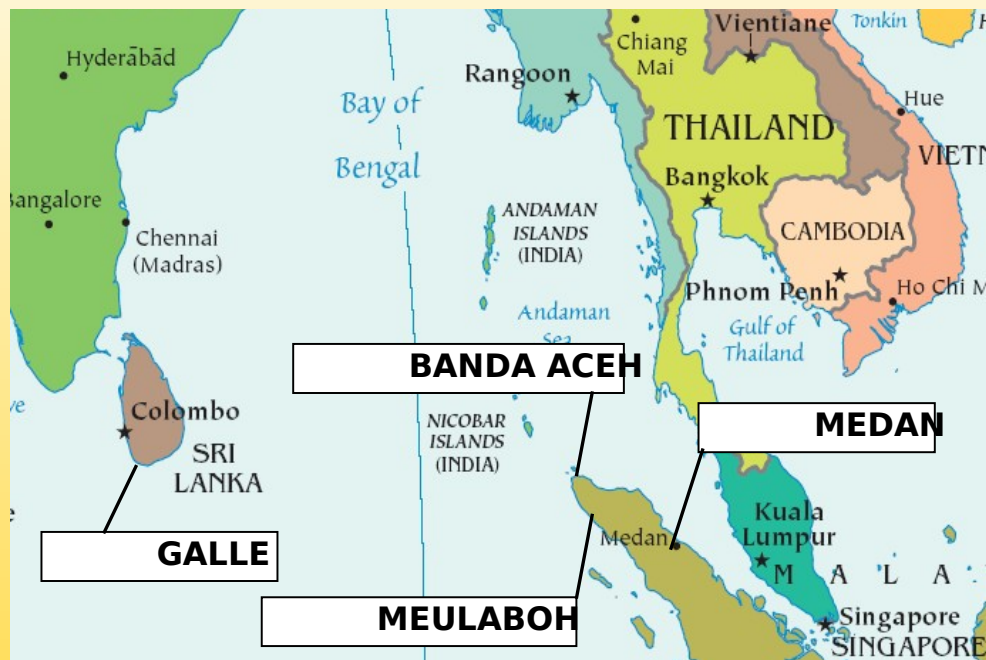 Hyderābād
Bangalore
Chennai
(Madras)
Bay of
Bengal
Rangoon
Chiang
Mai
Vientiane
Tonkin
Hue
THAILAND
Bangkok
VIETN
CAMBODIA
Phnom Penh
Ho Chi M
ANDAMAN
ISLANDS
(INDIA)
Andaman
Sea
Gulf of
Thailand
BANDA ACEH
MEDAN
Colombo
SRI
LANKA
NICOBAR
ISLANDS
(INDIA)
GALLE
Medan
Kuala
Lumpur
M A L A
MEULABOH
Singapore
SINGAPORE